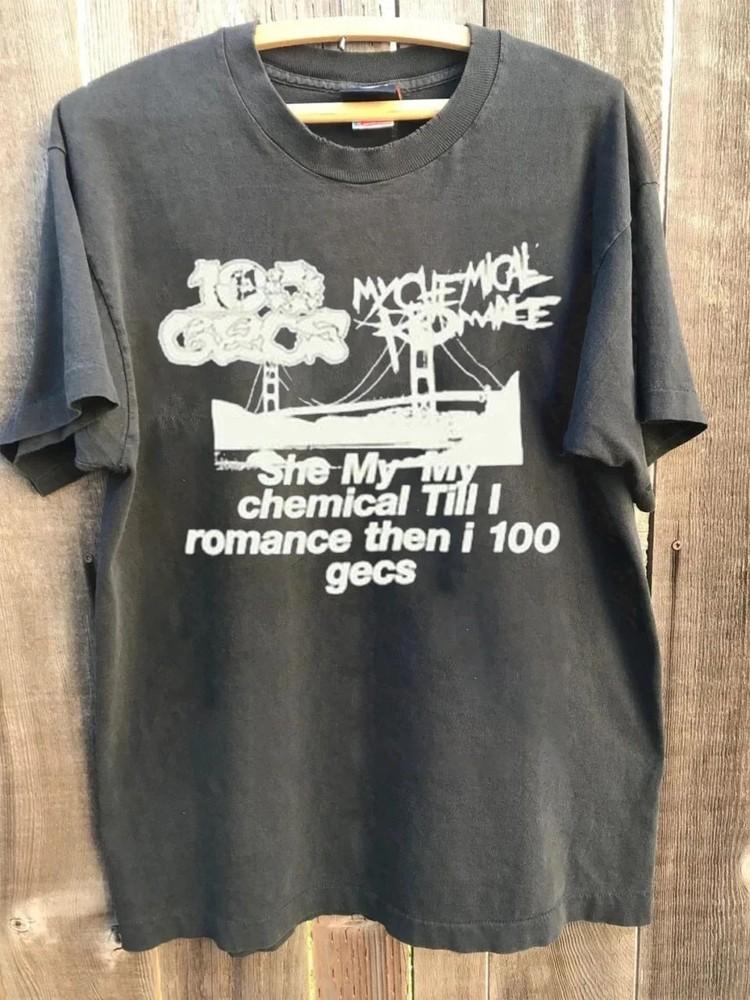 100 gecs
MY CHEMICAL
ROMANCE
She My My
chemical Till I
romance then i 100
gecs